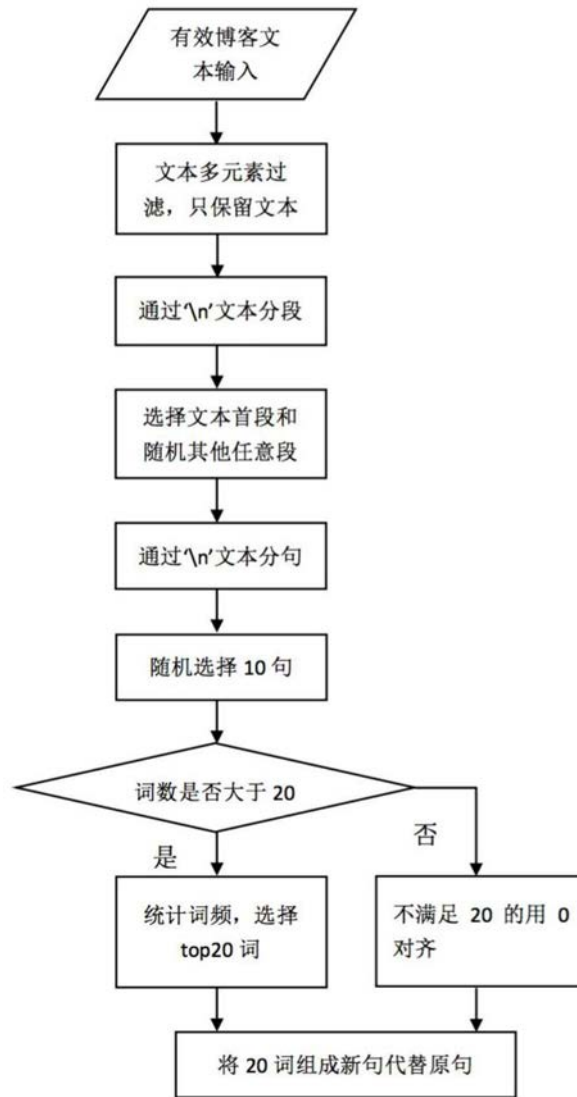 有效博客文
本输入
文本多元素过
滤，只保留文本
通过‘\n’文本分段
选择文本首段和
随机其他任意段
通过‘\n’文本分句
随机选择 10 句
词数是否大于 20
是
否
统计词频，选择
top20 词
不满足 20 的用 0
对齐
将 20 词组成新句代替原句